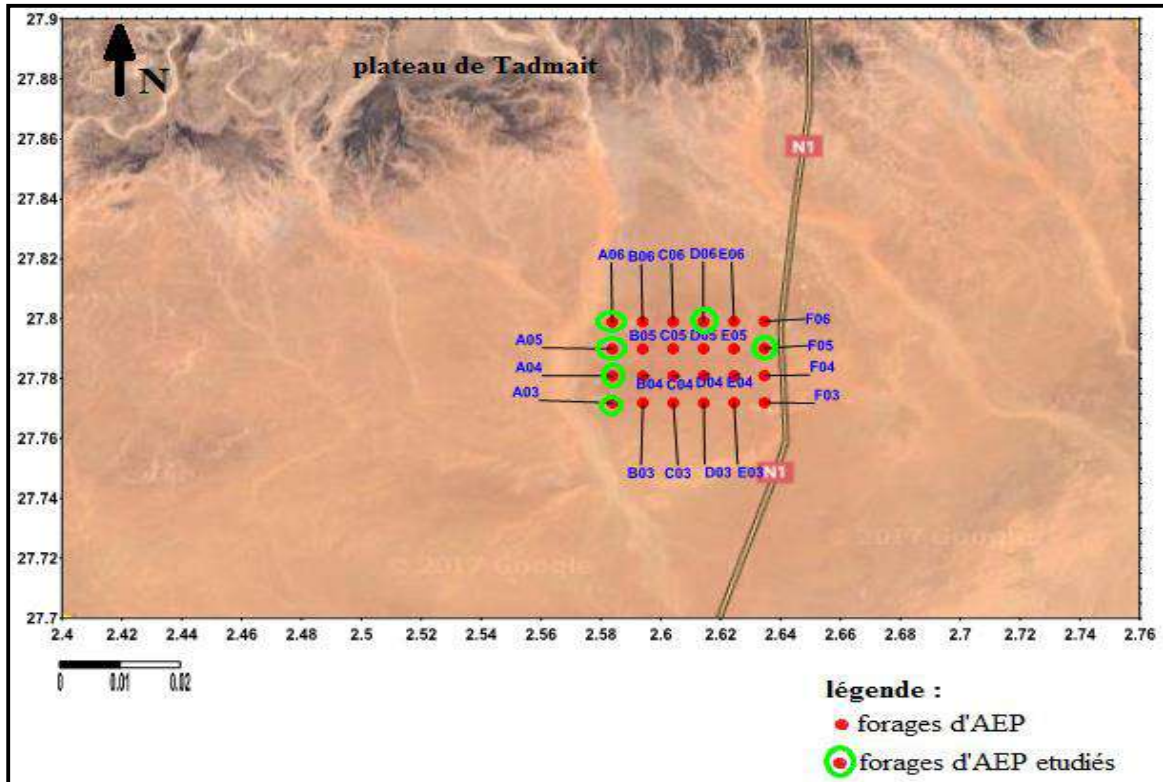 27.9
plateau de Tadmait
N
27.88
27.86
N1
27.84
27.82
A06 B06 C06 D06 E06
27.8
F06
A05 B05 C05 D05 E05 F05
27.78
A04 B04 C04 D04 E04 F04
A03 F03
27.76
B03 C03 D03 E03 N1
27.74
27.72
© 2017 Google © 2017 Google
27.7
2.4 2.42 2.44 2.46 2.48 2.5 2.52 2.54 2.56 2.58 2.6 2.62 2.64 2.66 2.68 2.7 2.72 2.74 2.76
0 0.01 0.02
légende :
forages d'AEP
forages d'AEP etudiés